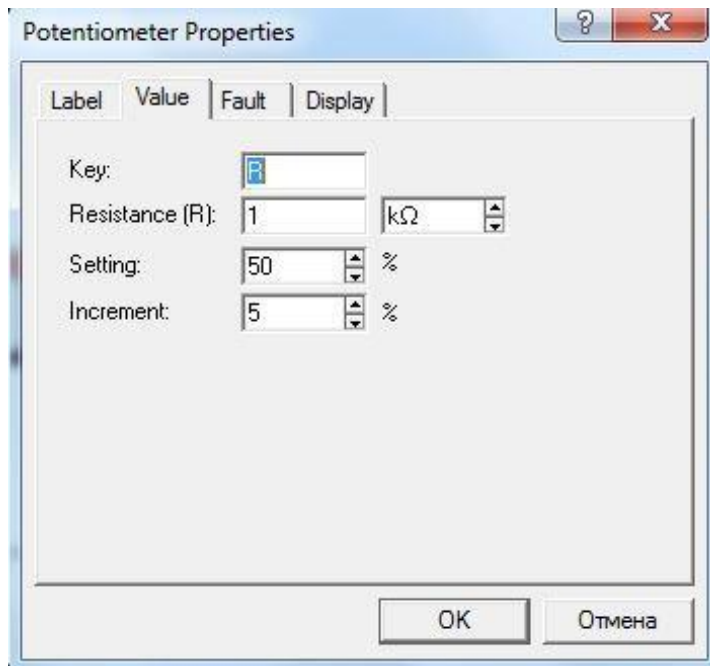 Potentiometer Properties ? X
Label Value Fault Display
Key: R
Resistance (R): 1 kΩ
Setting: 50 %
Increment: 5 %
OK Отмена